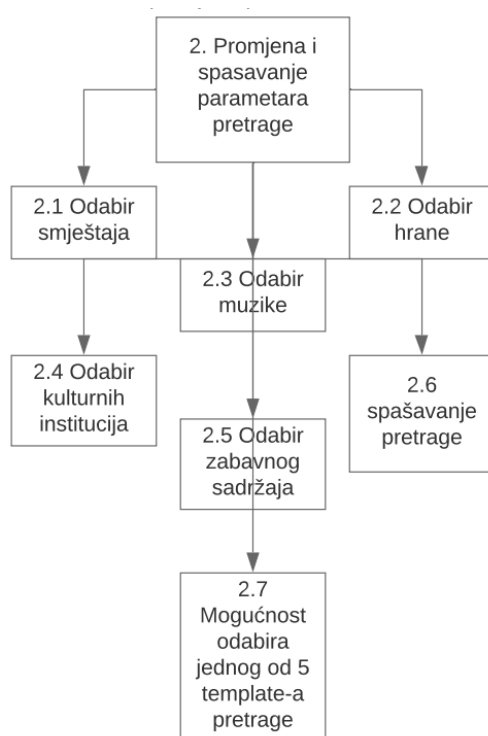 2. Promjena i
spasavanje
parametara
pretrage
2.1 Odabir
smještaja
2.2 Odabir
hrane
2.3 Odabir
muzike
2.4 Odabir
kulturnih
institucija
2.6
spašavanje
pretrage
2.5 Odabir
zabavnog
sadržaja
2.7
Mogućnost
odabira
jednog od 5
template-a
pretrage